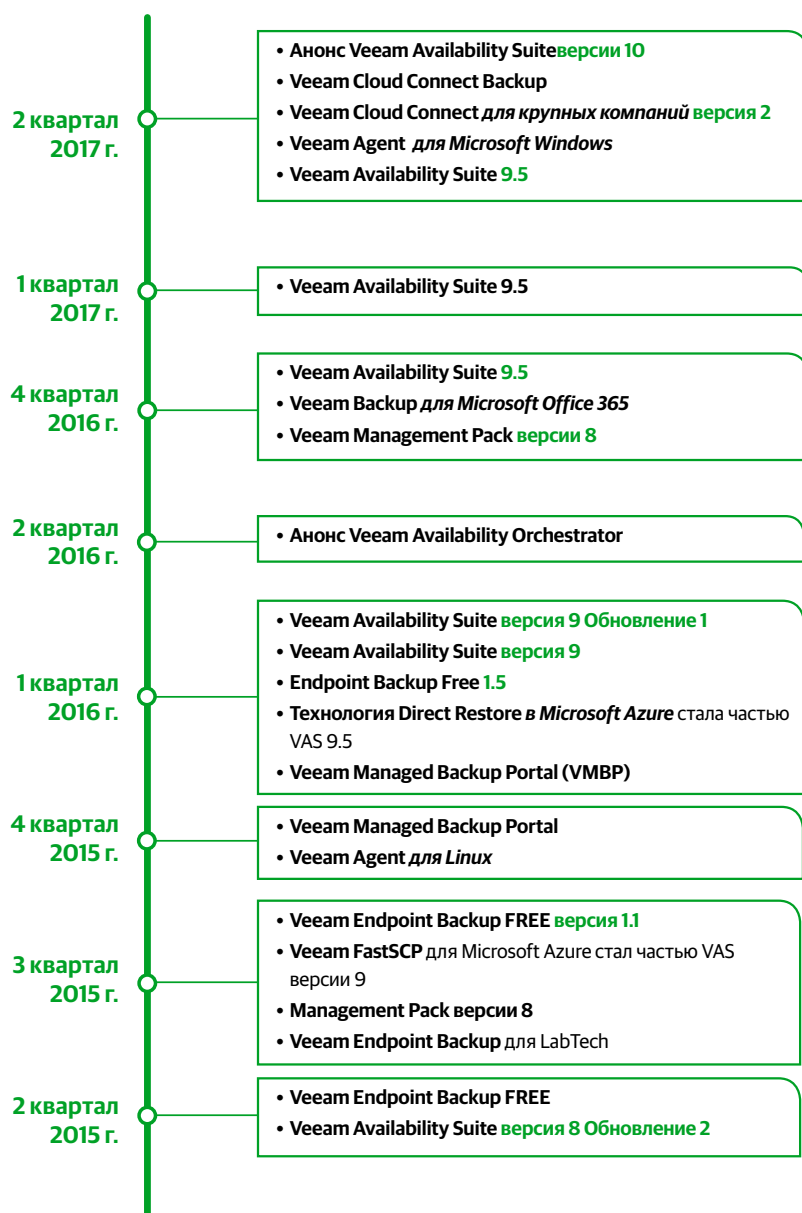 2 квартал
2017 г.
• Анонс Veeam Availability Suiteверсии 10
• Veeam Cloud Connect Backup
• Veeam Cloud Connect для крупных компаний версия 2
• Veeam Agent для Microsoft Windows
• Veeam Availability Suite 9.5
1 квартал
2017 г.
• Veeam Availability Suite 9.5
4 квартал
2016 г.
• Veeam Availability Suite 9.5
• Veeam Backup для Microsoft Office 365
• Veeam Management Pack версии 8
2 квартал
2016 г.
• Анонс Veeam Availability Orchestrator
1 квартал
2016 г.
• Veeam Availability Suite версия 9 Обновление 1
• Veeam Availability Suite версия 9
• Endpoint Backup Free 1.5
• Технология Direct Restore в Microsoft Azure стала частью
VAS 9.5
• Veeam Managed Backup Portal (VMBP)
4 квартал
2015 г.
• Veeam Managed Backup Portal
• Veeam Agent для Linux
3 квартал
2015 г.
• Veeam Endpoint Backup FREE версия 1.1
• Veeam FastSCP для Microsoft Azure стал частью VAS
версии 9
• Management Pack версии 8
• Veeam Endpoint Backup для LabTech
2 квартал
2015 г.
• Veeam Endpoint Backup FREE
• Veeam Availability Suite версия 8 Обновление 2